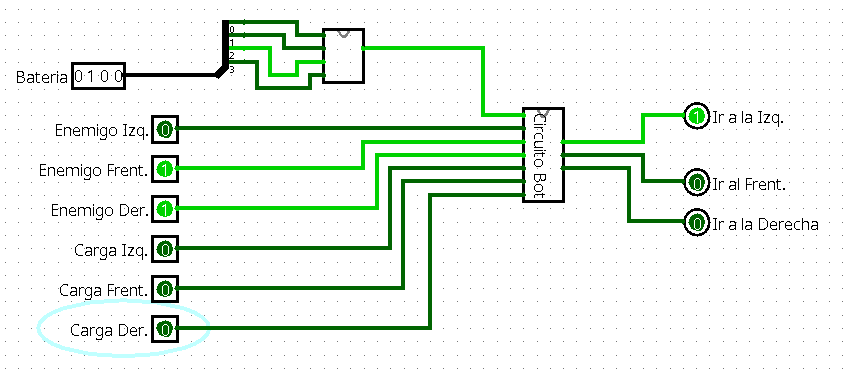 0
1
2
3
Bateria 0 1 0 0
Enemigo Izq. 0
Enemigo Frent. 1
Enemigo Der. 1
Carga Izq. 0
Carga Frent. 0
Carga Der. 0
Circuito Bot
1 Ir a la Izq.
0 Ir al Frent.
0 Ir a la Derecha